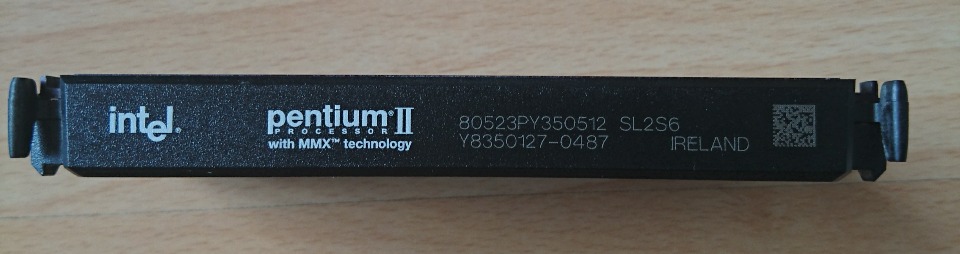 intel®
pentium® II
PROCESSOR
with MMX™ technology
80523PY350512 SL2S6
Y8350127-0487 IRELAND